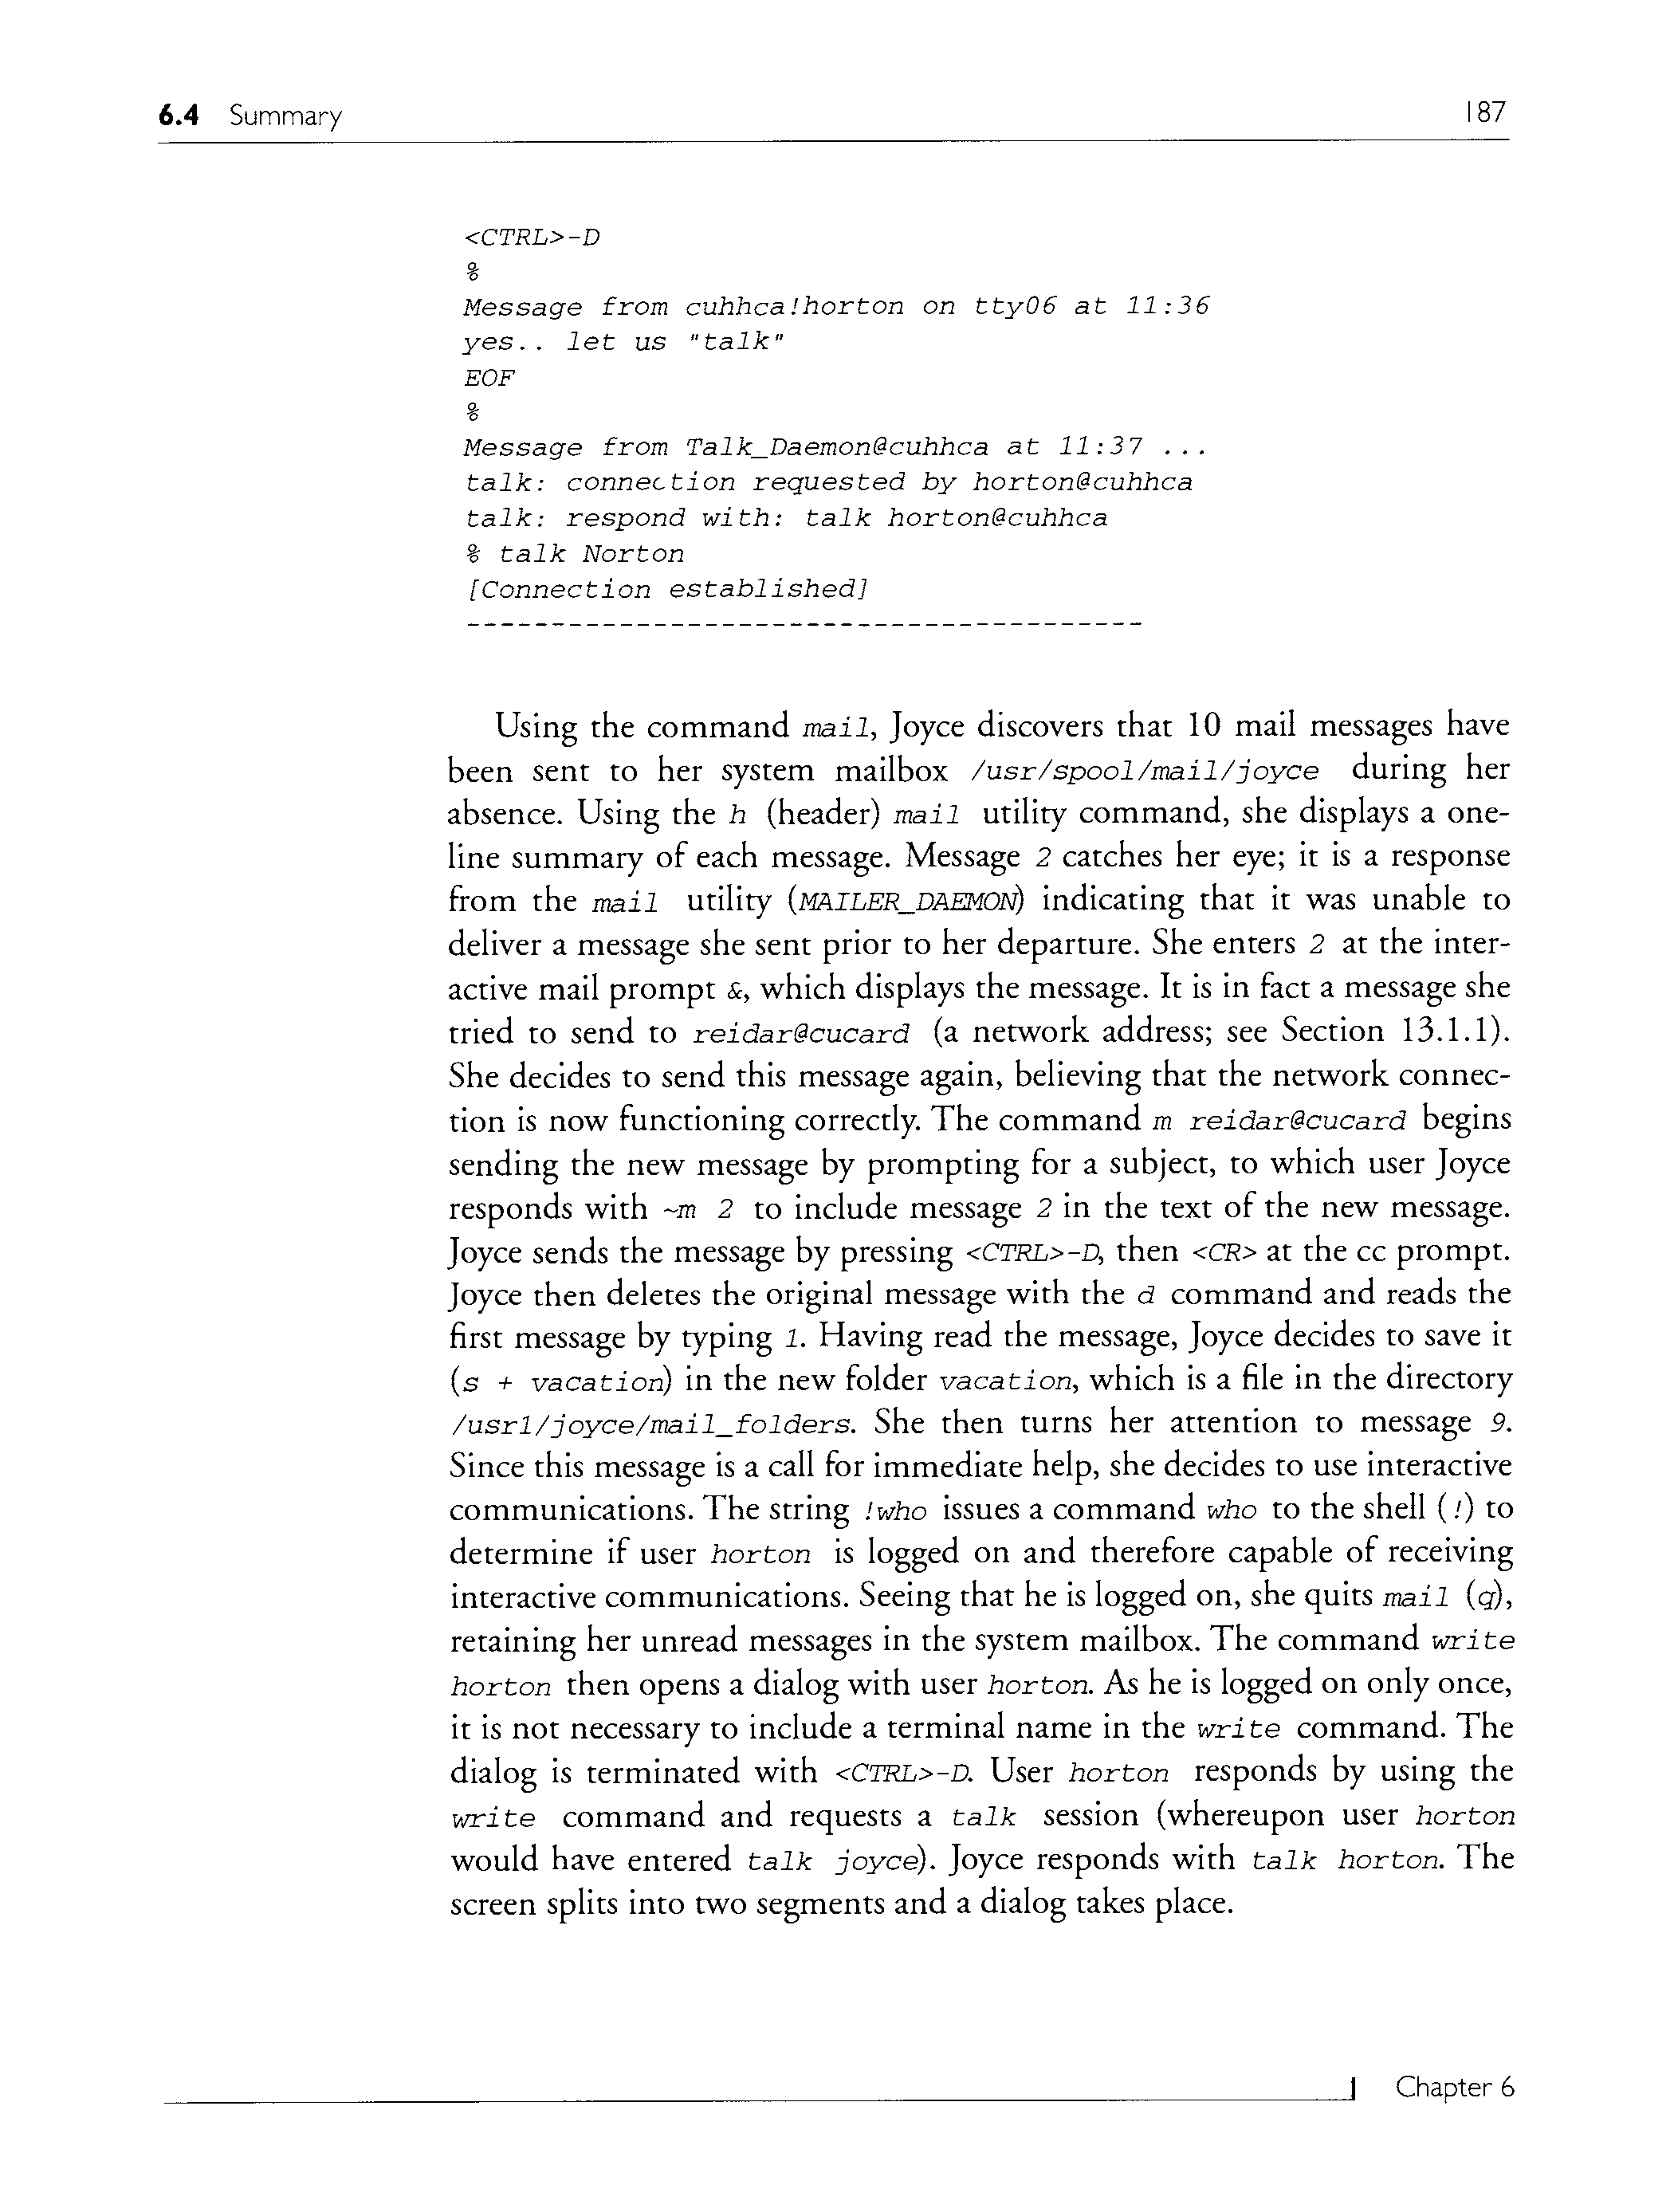 6.4 Summary 187
<CTRL>-D
%
Message from cuhhca!horton on tty06 at 11:36
yes.. let us "talk"
EOF
%
Message from Talk_Daemon@cuhhca at 11:37 ...
talk: connection requested by horton@cuhhca
talk: respond with: talk horton@cuhhca
% talk Norton
[Connection established]
----------------------------------------
Using the command mail, Joyce discovers that 10 mail messages have
been sent to her system mailbox /usr/spool/mail/joyce during her
absence. Using the h (header) mail utility command, she displays a one-
line summary of each message. Message 2 catches her eye; it is a response
from the mail utility (MAILER_DAEMON) indicating that it was unable to
deliver a message she sent prior to her departure. She enters 2 at the inter-
active mail prompt &, which displays the message. It is in fact a message she
tried to send to reidar@cucard (a network address; see Section 13.1.1).
She decides to send this message again, believing that the network connec-
tion is now functioning correctly. The command m reidar@cucard begins
sending the new message by prompting for a subject, to which user Joyce
responds with ~m 2 to include message 2 in the text of the new message.
Joyce sends the message by pressing <CTRL>-D, then <CR> at the cc prompt.
Joyce then deletes the original message with the d command and reads the
first message by typing 1. Having read the message, Joyce decides to save it
(s + vacation) in the new folder vacation, which is a file in the directory
/usr1/joyce/mail_folders. She then turns her attention to message 9.
Since this message is a call for immediate help, she decides to use interactive
communications. The string !who issues a command who to the shell (!) to
determine if user horton is logged on and therefore capable of receiving
interactive communications. Seeing that he is logged on, she quits mail (q),
retaining her unread messages in the system mailbox. The command write
horton then opens a dialog with user horton. As he is logged on only once,
it is not necessary to include a terminal name in the write command. The
dialog is terminated with <CTRL>-D. User horton responds by using the
write command and requests a talk session (whereupon user horton
would have entered talk joyce). Joyce responds with talk horton. The
screen splits into two segments and a dialog takes place.
Chapter 6